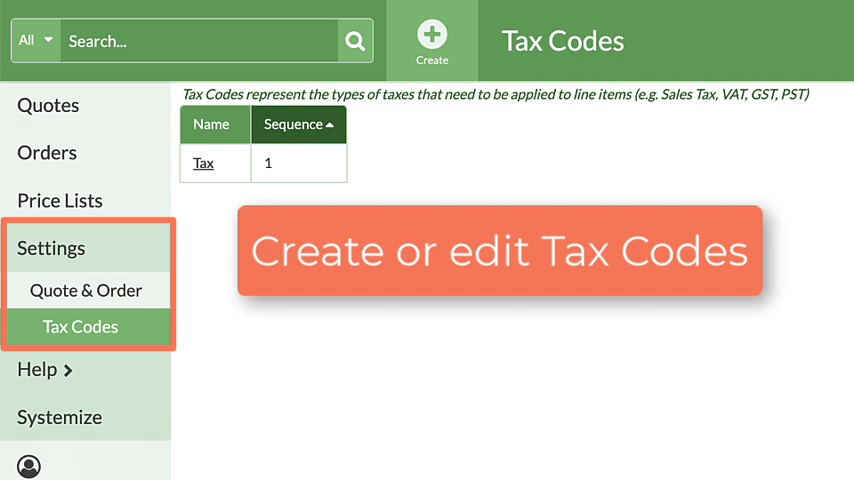 All
Search...
Create
Tax Codes
Quotes
Orders
Price Lists
Settings
Quote & Order
Tax Codes
Help
Systemize
Tax Codes represent the types of taxes that need to be applied to line items (e.g. Sales Tax, VAT, GST, PST)
Name Sequence
Tax 1
Create or edit Tax Codes